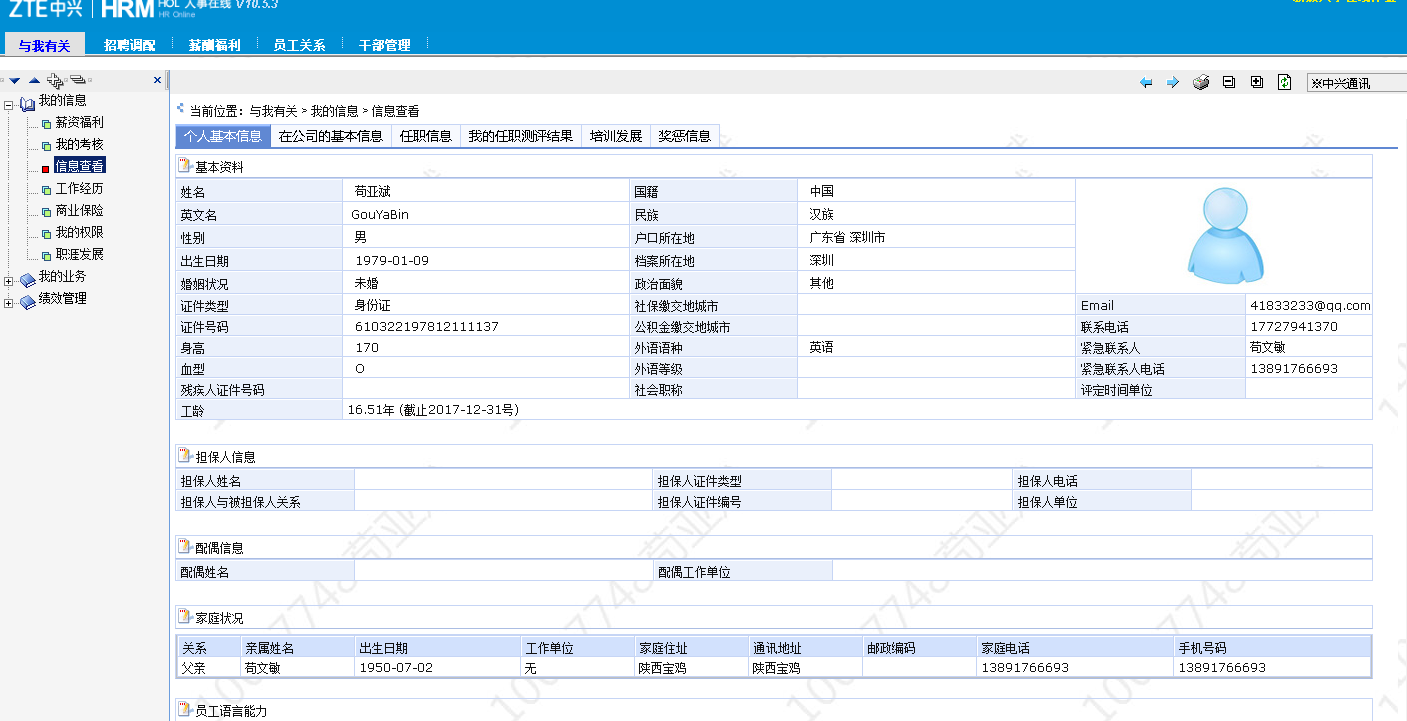 ZTE中兴 HRM HOL 人事在线 V10.5.3
HR Online
与我有关 招聘调配 薪酬福利 员工关系 干部管理
※中兴通讯
我的信息
薪资福利
我的考核
信息查看
工作经历
商业保险
我的权限
职涯发展
我的业务
绩效管理
当前位置：与我有关 > 我的信息 > 信息查看
个人基本信息 在公司的基本信息 任职信息 我的任职测评结果 培训发展 奖惩信息
基本资料
姓名 苟亚斌 国籍 中国
英文名 GouYaBin 民族 汉族
性别 男 户口所在地 广东省 深圳市
出生日期 1979-01-09 档案所在地 深圳
婚姻状况 未婚 政治面貌 其他
证件类型 身份证 社保缴交地城市 Email 41833233@qq.com
证件号码 610322197812111137 公积金缴交地城市 联系电话 17727941370
身高 170 外语语种 英语 紧急联系人 苟文敏
血型 O 外语等级 紧急联系人电话 13891766693
残疾人证件号码 社会职称 评定时间单位
工龄 16.51年 (截止2017-12-31号)
担保人信息
担保人姓名 担保人证件类型 担保人电话
担保人与被担保人关系 担保人证件编号 担保人单位
配偶信息
配偶姓名 配偶工作单位
家庭状况
关系 亲属姓名 出生日期 工作单位 家庭住址 通讯地址 邮政编码 家庭电话 手机号码
父亲 苟文敏 1950-07-02 无 陕西宝鸡 陕西宝鸡 13891766693 13891766693
员工语言能力